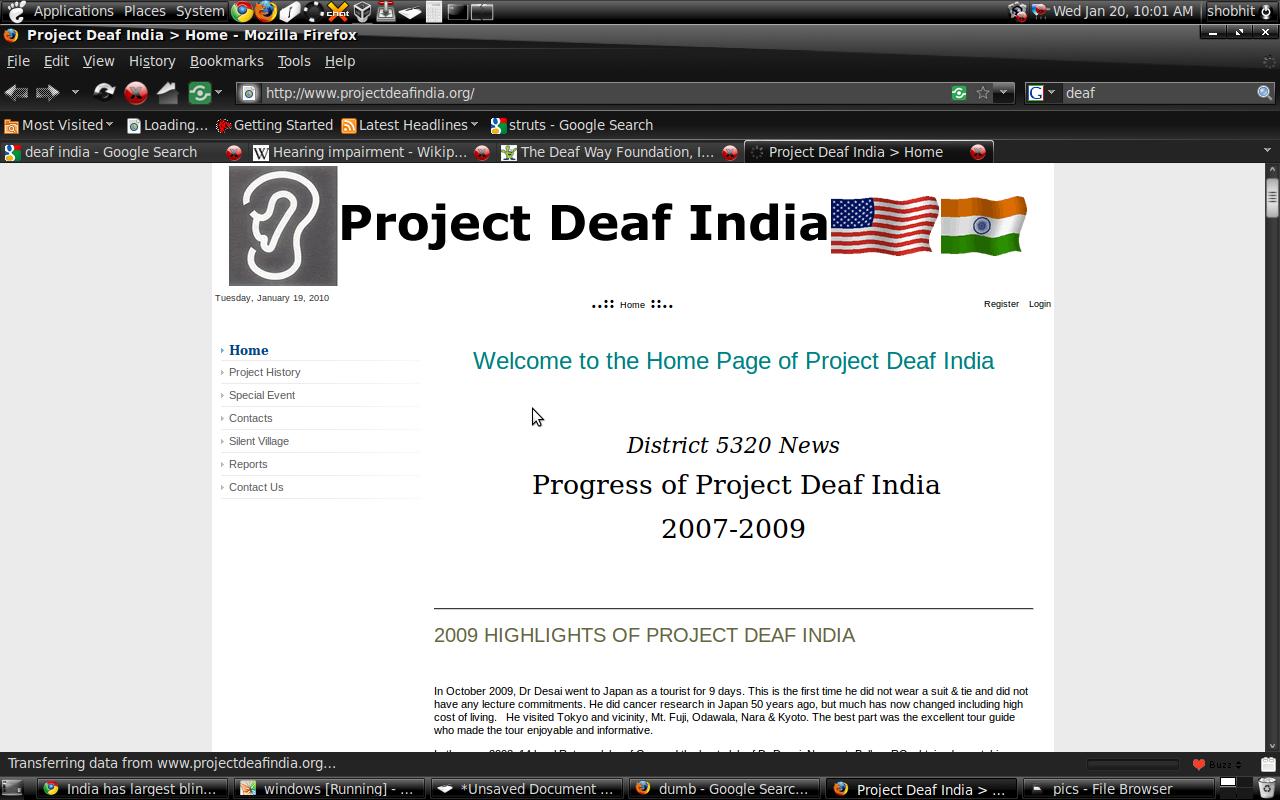 Applications Places System
Wed Jan 20, 10:01 AM shobhit
Project Deaf India > Home - Mozilla Firefox
File Edit View History Bookmarks Tools Help
http://www.projectdeafindia.org/
deaf
Most Visited Loading... Getting Started Latest Headlines struts - Google Search
deaf india - Google Search
Hearing impairment - Wikip...
The Deaf Way Foundation, I...
Project Deaf India > Home
Project Deaf India
Tuesday, January 19, 2010
..:: Home ::..
Register Login
Home
Project History
Special Event
Contacts
Silent Village
Reports
Contact Us
Welcome to the Home Page of Project Deaf India
District 5320 News
Progress of Project Deaf India
2007-2009
2009 HIGHLIGHTS OF PROJECT DEAF INDIA
In October 2009, Dr Desai went to Japan as a tourist for 9 days. This is the first time he did not wear a suit & tie and did not
have any lecture commitments. He did cancer research in Japan 50 years ago, but much has now changed including high
cost of living. He visited Tokyo and vicinity, Mt. Fuji, Odawala, Nara & Kyoto. The best part was the excellent tour guide
who made the tour enjoyable and informative.
Transferring data from www.projectdeafindia.org...
Buzz
India has largest blin...
windows [Running] - ...
*Unsaved Document ...
dumb - Google Searc...
Project Deaf India > ...
pics - File Browser